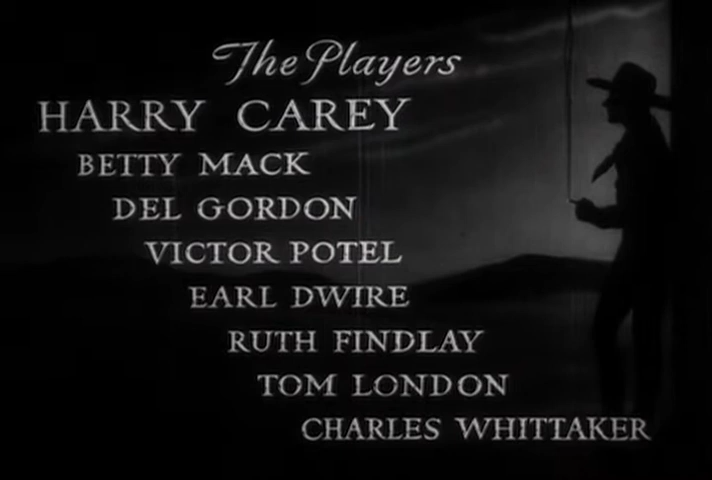 The Players
HARRY CAREY
BETTY MACK
DEL GORDON
VICTOR POTEL
EARL DWIRE
RUTH FINDLAY
TOM LONDON
CHARLES WHITTAKER